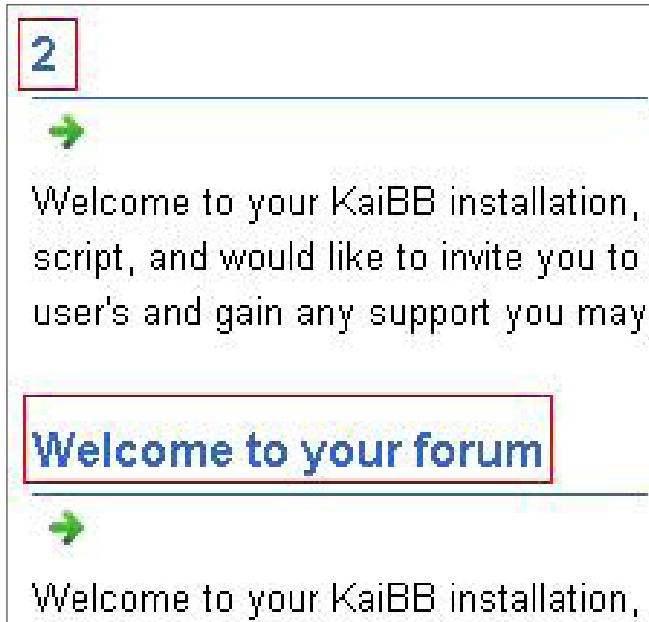 2
Welcome to your KaiBB installation,
script, and would like to invite you to
user's and gain any support you may
Welcome to your forum
Welcome to your KaiBB installation,